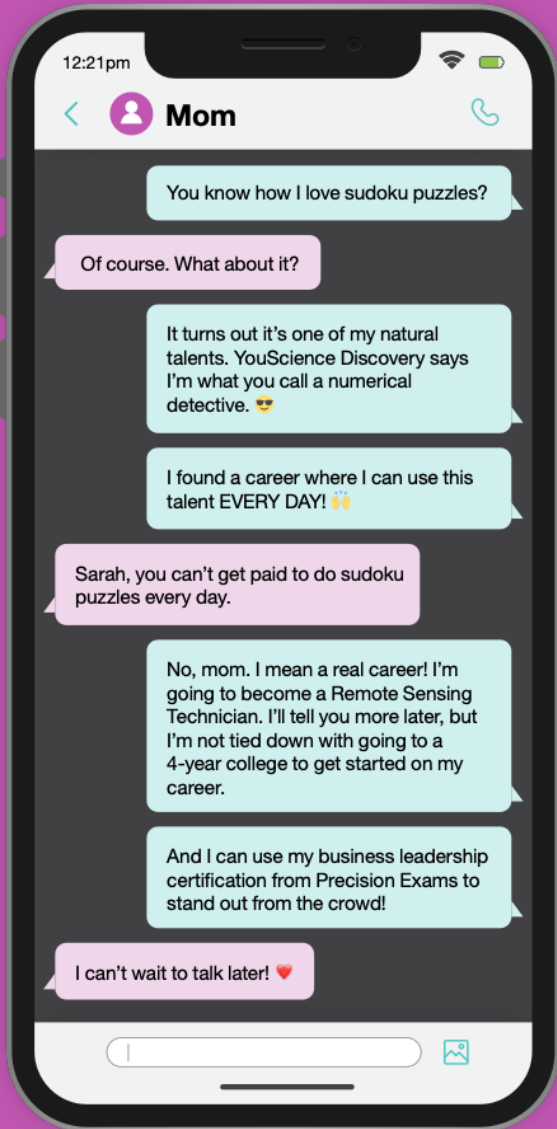 12:21pm
Mom
You know how I love sudoku puzzles?
Of course. What about it?
It turns out it’s one of my natural
talents. YouScience Discovery says
I’m what you call a numerical
detective. 😎
I found a career where I can use this
talent EVERY DAY! 🙌
Sarah, you can’t get paid to do sudoku
puzzles every day.
No, mom. I mean a real career! I’m
going to become a Remote Sensing
Technician. I’ll tell you more later, but
I’m not tied down with going to a
4-year college to get started on my
career.
And I can use my business leadership
certification from Precision Exams to
stand out from the crowd!
I can’t wait to talk later! ❤️